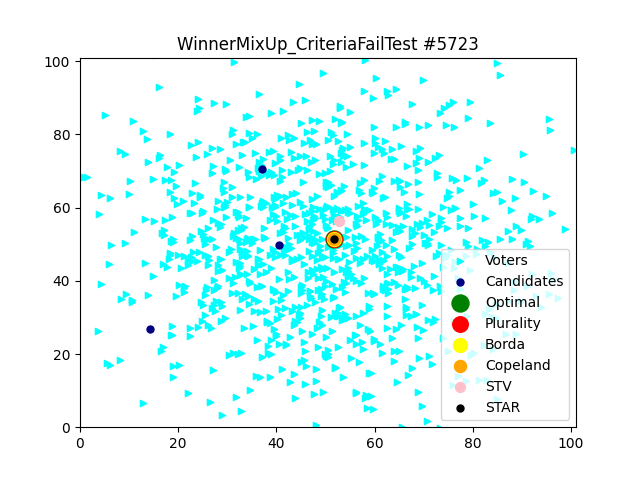 WinnerMixUp_CriteriaFailTest #5723
100
80
60
40
20
0
0 20 40 60 80 100
Voters
Candidates
Optimal
Plurality
Borda
Copeland
STV
STAR